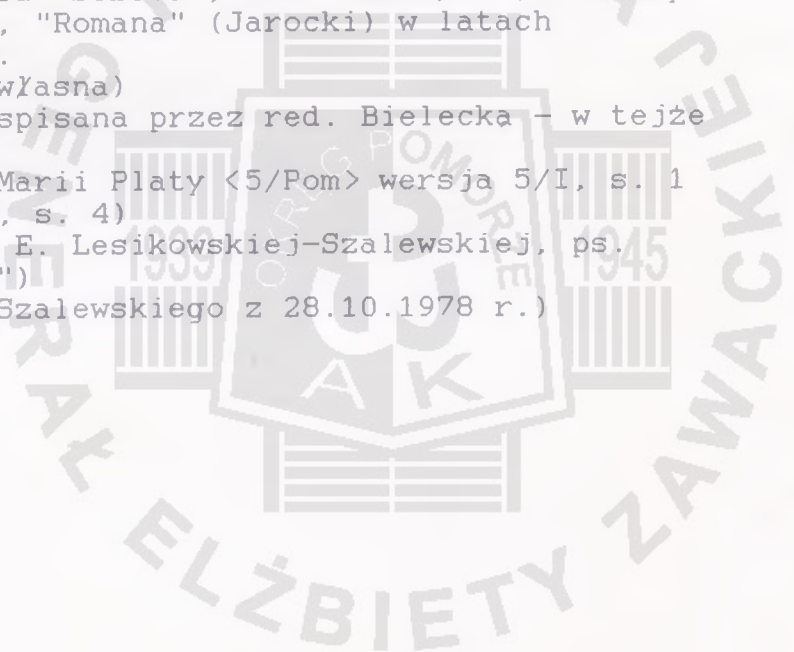 , "Romana" (Jarocki) w latach
.
własna)
spisana przez red. Bielecka - w tejże
Marii Platy <5/Pom> wersja 5/I, s. 1
, s. 4)
E. Lesikowskiej-Szalewskiej, ps.
")
Szalewskiego z 28.10.1978 r.)
OKRĘG POMORZE
1939 1945
AK
GENERAŁ ELŻBIETY ZAWACKIEJ